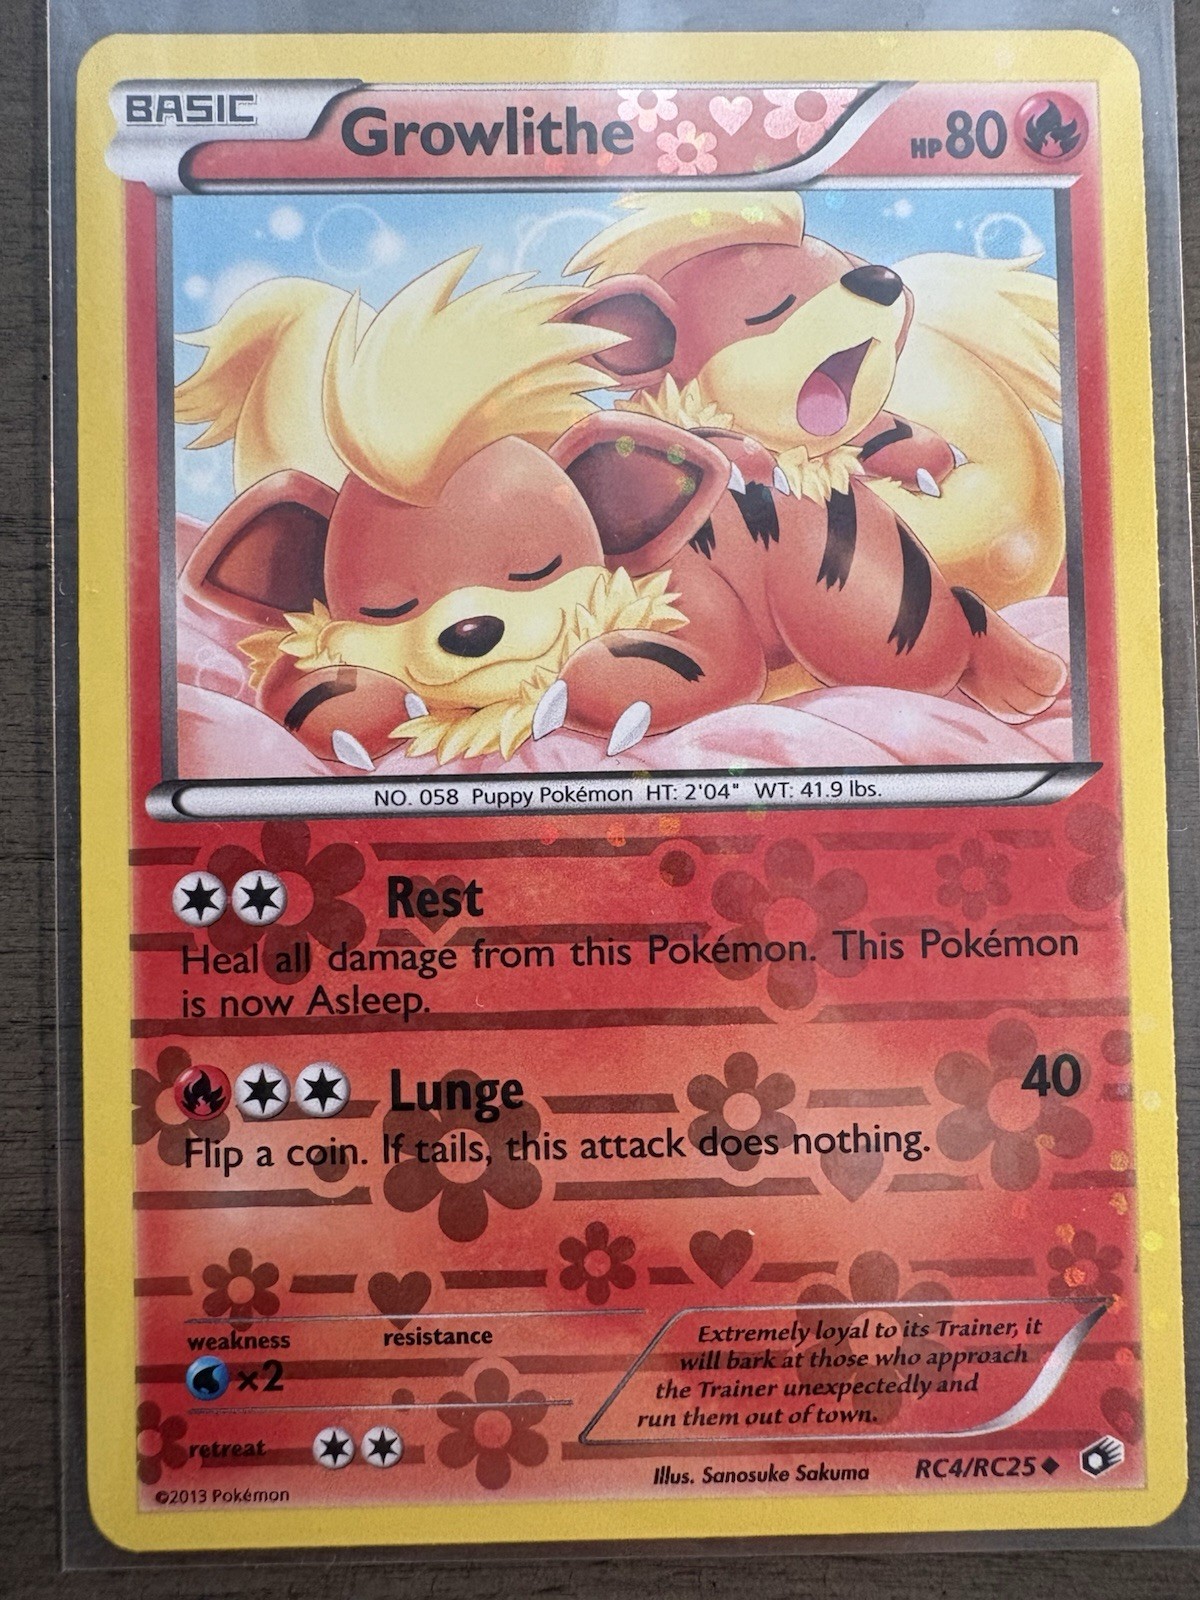 BASIC
Growlithe
HP80
NO. 058 Puppy Pokémon HT: 2'04" WT: 41.9 lbs.
Rest
Heal all damage from this Pokémon. This Pokémon
is now Asleep.
Lunge 40
Flip a coin. If tails, this attack does nothing.
weakness resistance
×2
retreat
Extremely loyal to its Trainer, it
will bark at those who approach
the Trainer unexpectedly and
run them out of town.
Illus. Sanosuke Sakuma RC4/RC25
©2013 Pokémon